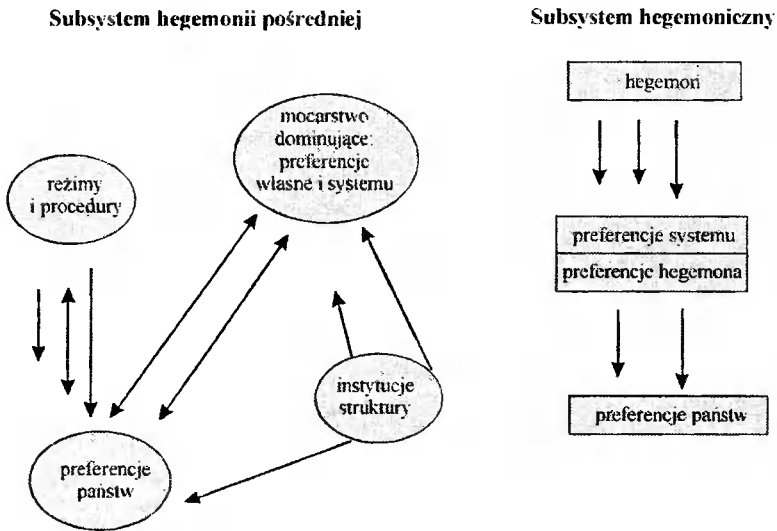 Subsystem hegemonii pośredniej
Subsystem hegemoniczny
mocarstwo
dominujące:
preferencje
własne i systemu
reżimy
i procedury
instytucje
struktury
preferencje
państw
hegemon
preferencje systemu
preferencje hegemona
preferencje państw